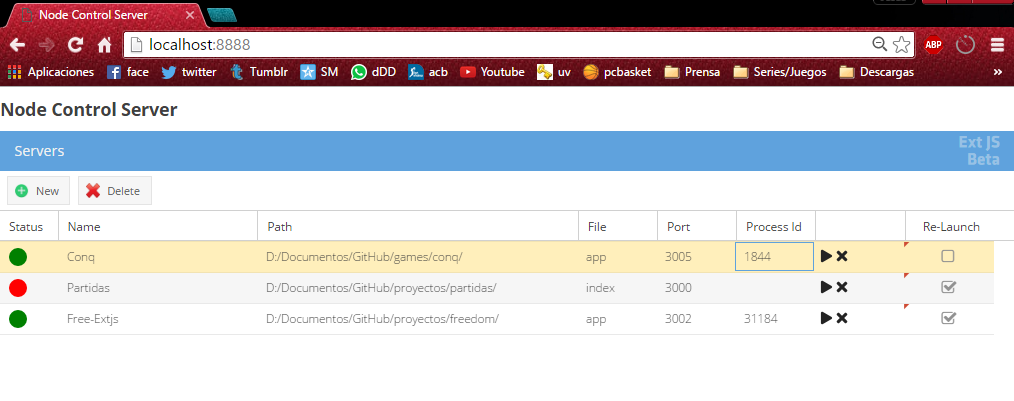 Node Control Server
localhost:8888
ABP
Aplicaciones face twitter Tumblr SM dDD acb Youtube uv pcbasket Prensa Series/Juegos Descargas »
Node Control Server
Servers
Ext JS
Beta
New Delete
Status Name Path File Port Process Id Re-Launch
Conq D:/Documentos/GitHub/games/conq/ app 3005 1844
Partidas D:/Documentos/GitHub/proyectos/partidas/ index 3000
Free-Extjs D:/Documentos/GitHub/proyectos/freedom/ app 3002 31184